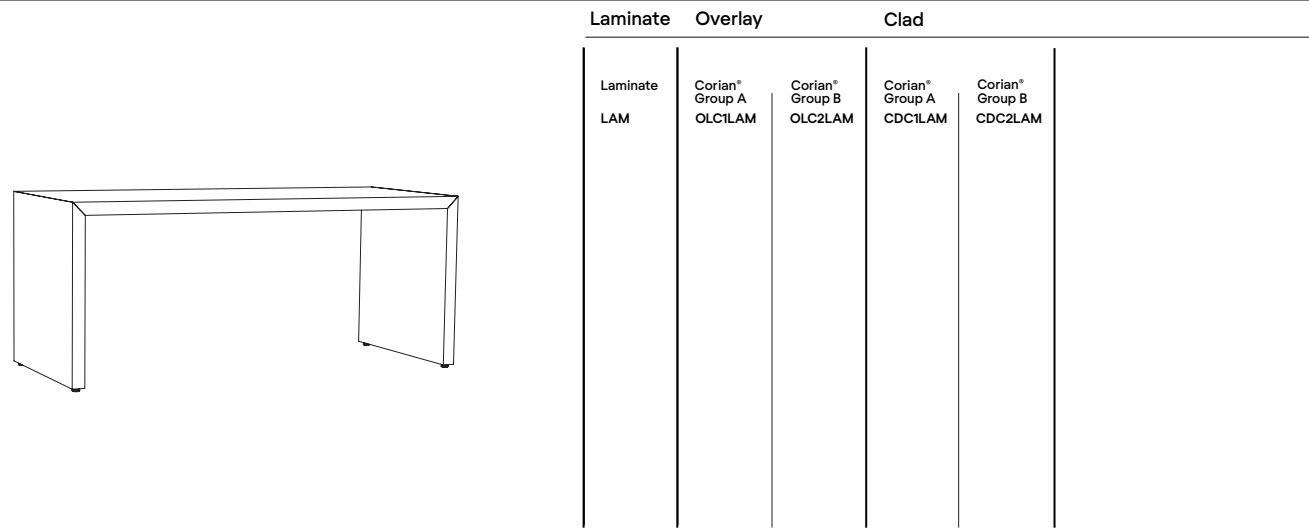 Laminate Overlay Clad
Laminate Corian® Corian® Corian® Corian®
Group A Group B Group A Group B
LAM OLC1LAM OLC2LAM CDC1LAM CDC2LAM